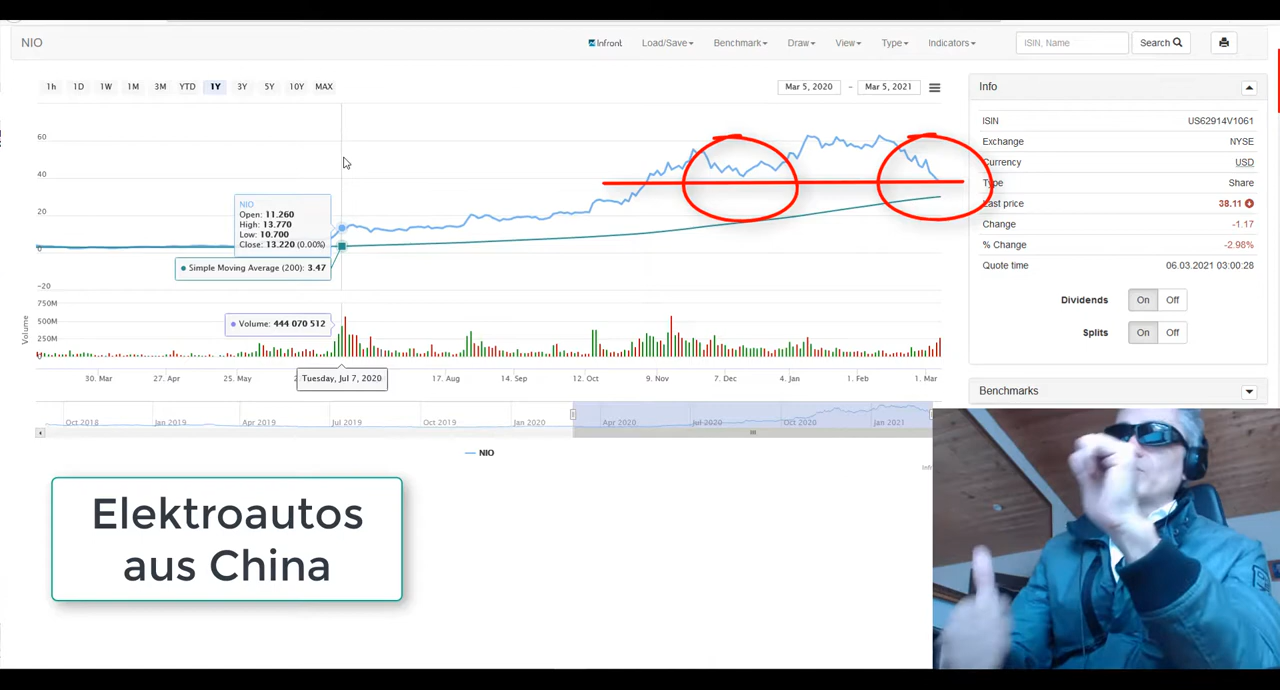 NIO
Infront
Load/Save
Benchmark
Draw
View
Type
Indicators
ISIN, Name
Search
1h 1D 1W 1M 3M YTD 1Y 3Y 5Y 10Y MAX
Mar 5, 2020 – Mar 5, 2021
60
40
20
0
−20
NIO
Open: 11.260
High: 13.770
Low: 10.700
Close: 13.220 (0.00%)
Simple Moving Average (200): 3.47
Volume
750M
500M
250M
Volume: 444 070 512
Tuesday, Jul 7, 2020
30. Mar 27. Apr 25. May 17. Aug 14. Sep 12. Oct 9. Nov 7. Dec 4. Jan 1. Feb 1. Mar
Oct 2018 Jan 2019 Apr 2019 Jul 2019 Oct 2019 Jan 2020 Apr 2020 Jul 2020 Oct 2020 Jan 2021
NIO
Info
ISIN US62914V1061
Exchange NYSE
Currency USD
Type Share
Last price 38.11
Change -1.17
% Change -2.98%
Quote time 06.03.2021 03:00:28
Dividends On Off
Splits On Off
Benchmarks
Elektroautos
aus China